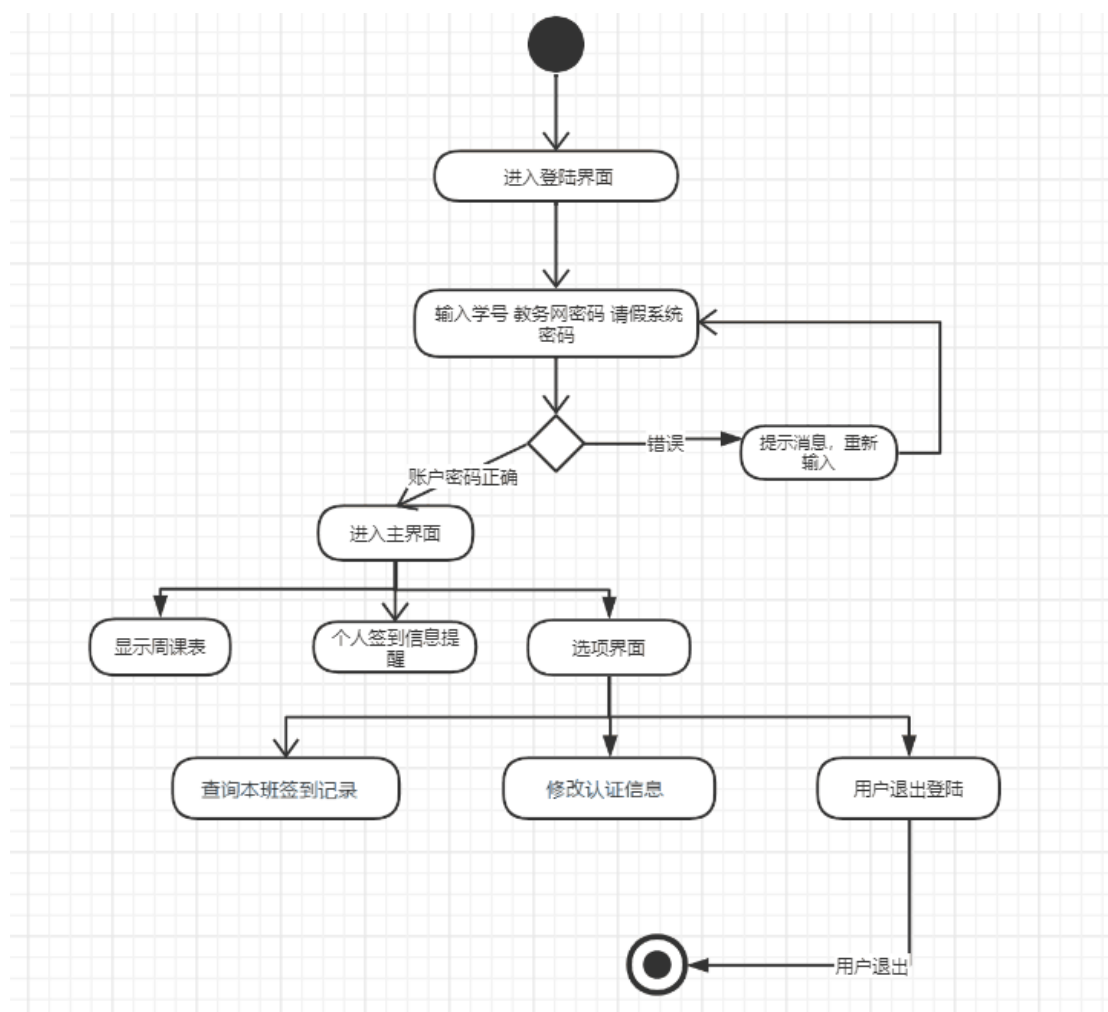 进入登陆界面
输入学号 教务网密码 请假系统
密码
错误
提示消息，重新
输入
账户密码正确
进入主界面
显示周课表
个人签到信息提
醒
选项界面
查询本班签到记录
修改认证信息
用户退出登陆
用户退出